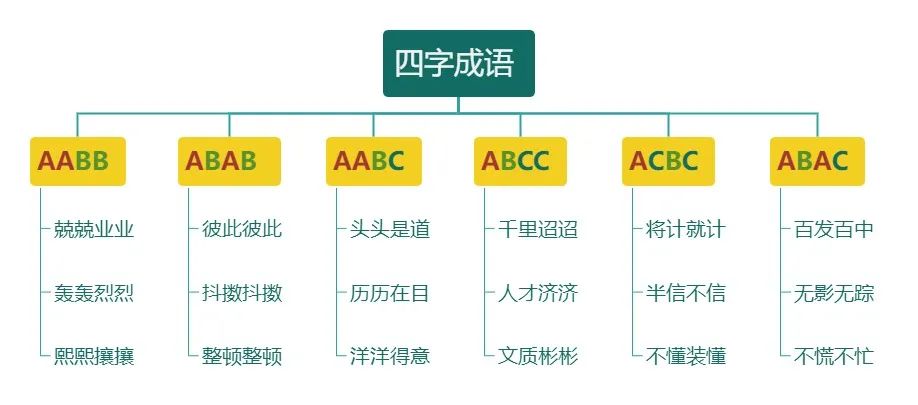 四字成语
AABB
兢兢业业
轰轰烈烈
熙熙攘攘
ABAB
彼此彼此
抖擞抖擞
整顿整顿
AABC
头头是道
历历在目
洋洋得意
ABCC
千里迢迢
人才济济
文质彬彬
ACBC
将计就计
半信不信
不懂装懂
ABAC
百发百中
无影无踪
不慌不忙